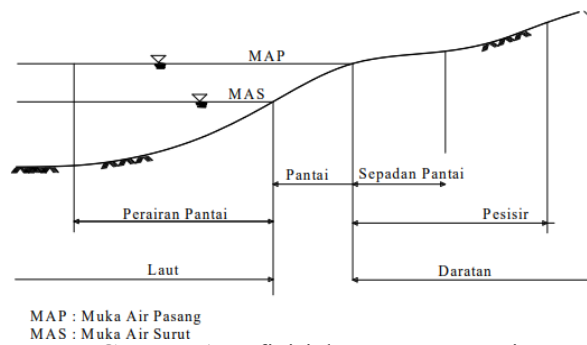 MAP
MAS
Pantai
Sepadan Pantai
Perairan Pantai
Pesisir
Laut
Daratan
MAP : Muka Air Pasang
MAS : Muka Air Surut